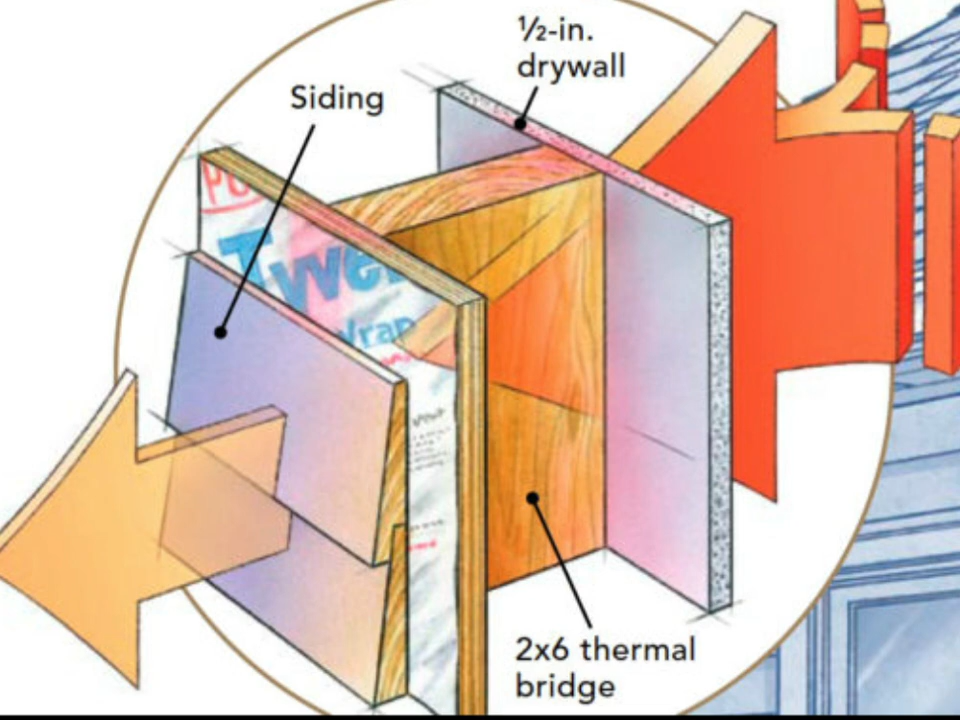 ½-in.
drywall
Siding
2x6 thermal
bridge